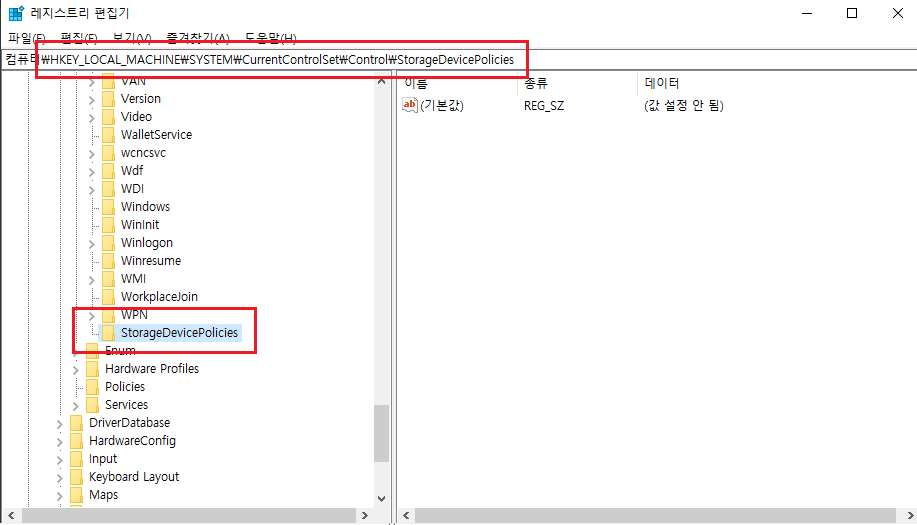 레지스트리 편집기
파일(F) 편집(F) 보기(V) 즐겨찾기(A) 도움말(H)
컴퓨터₩HKEY_LOCAL_MACHINE₩SYSTEM₩CurrentControlSet₩Control₩StorageDevicePolicies
VAN
Version
Video
WalletService
wcncsvc
Wdf
WDI
Windows
WinInit
Winlogon
Winresume
WMI
WorkplaceJoin
WPN
StorageDevicePolicies
Enum
Hardware Profiles
Policies
Services
DriverDatabase
HardwareConfig
Input
Keyboard Layout
Maps
이름 종류 데이터
ab (기본값) REG_SZ (값 설정 안 됨)